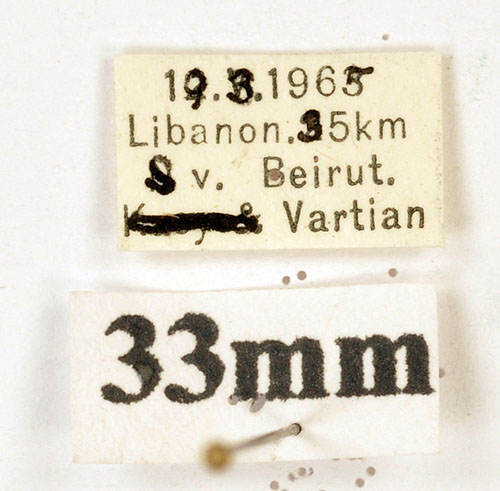 19.3.1965
Libanon.35km
S v. Beirut.
Vartian
33mm